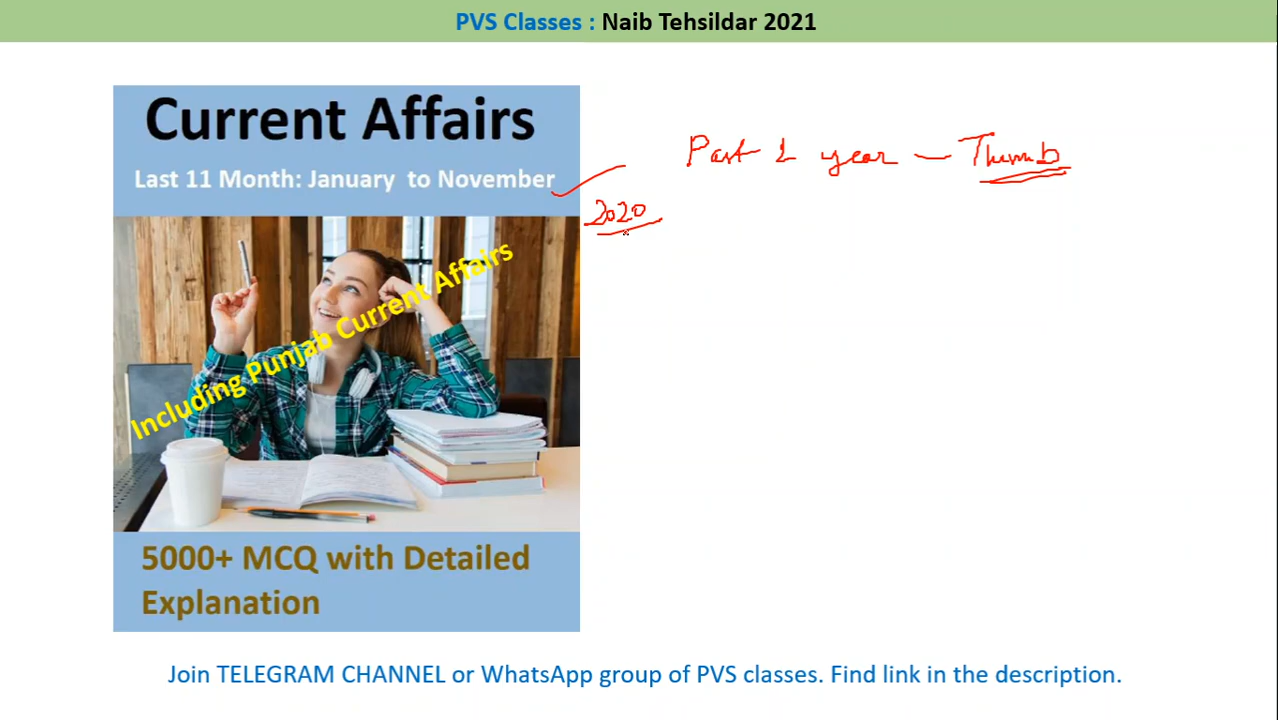 PVS Classes : Naib Tehsildar 2021
Current Affairs
Last 11 Month: January to November
2020
Past 1 year — Thumb
Including Punjab Current Affairs
5000+ MCQ with Detailed
Explanation
Join TELEGRAM CHANNEL or WhatsApp group of PVS classes. Find link in the description.